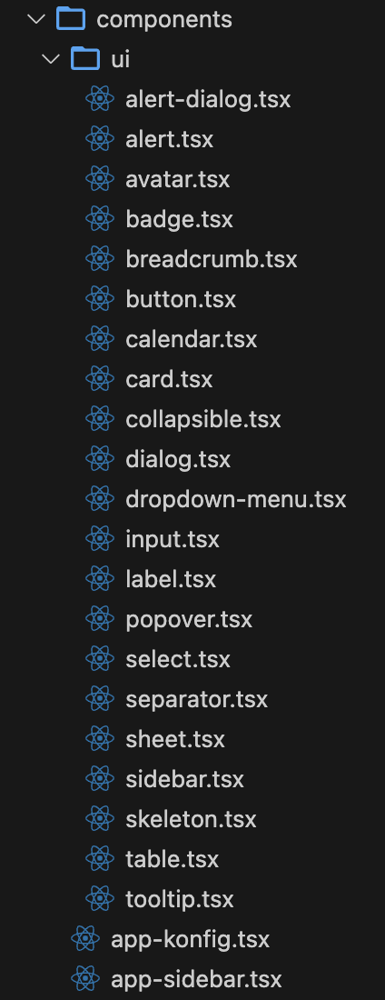 components
ui
alert-dialog.tsx
alert.tsx
avatar.tsx
badge.tsx
breadcrumb.tsx
button.tsx
calendar.tsx
card.tsx
collapsible.tsx
dialog.tsx
dropdown-menu.tsx
input.tsx
label.tsx
popover.tsx
select.tsx
separator.tsx
sheet.tsx
sidebar.tsx
skeleton.tsx
table.tsx
tooltip.tsx
app-konfig.tsx
app-sidebar.tsx